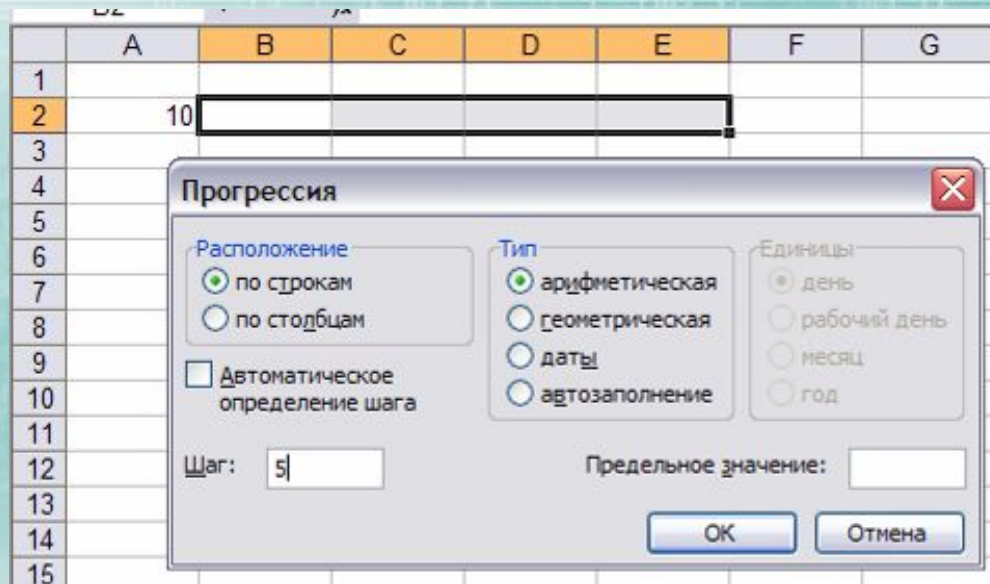 A B C D E F G
1
2 10
3
4
5
6
7
8
9
10
11
12
13
14
15
Прогрессия
Расположение
по строкам
по столбцам
Автоматическое
определение шага
Тип
арифметическая
геометрическая
даты
автозаполнение
Единицы
день
рабочий день
месяц
год
Шаг: 5
Предельное значение:
OK Отмена